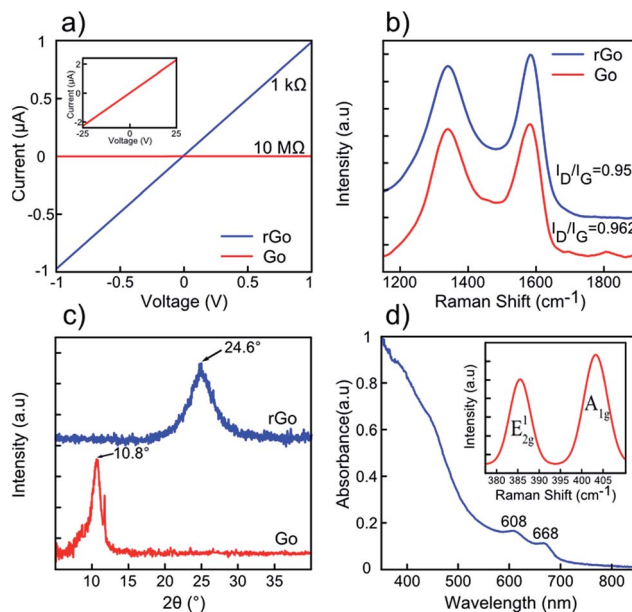 a)
Current (µA)
1
0.5
0
-0.5
-1
-1
-0.5
0
0.5
1
Voltage (V)
1 kΩ
10 MΩ
rGo
Go
Current (µA)
2
0
-2
-25
0
25
Voltage (V)
b)
Intensity (a.u)
rGo
Go
I_D/I_G=0.95
I_D/I_G=0.962
1200
1400
1600
1800
Raman Shift (cm⁻¹)
c)
Intensity (a.u)
24.6°
rGo
10.8°
Go
10
15
20
25
30
35
40
2θ (°)
d)
Absorbance(a.u)
1
0.8
0.6
0.4
0.2
0
608
668
400
500
600
700
800
Wavelength (nm)
Intensity (a.u)
E¹2g
A1g
380
385
390
395
400
405
Raman Shift (cm⁻¹)